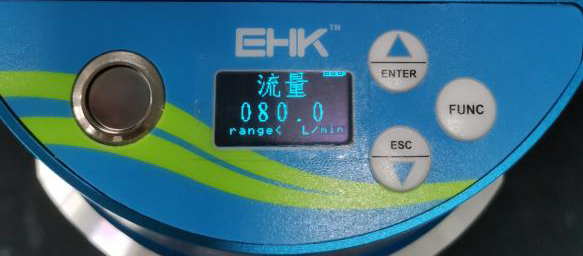 EHK™
流量
080.0
range< L/min
ENTER
FUNC
ESC